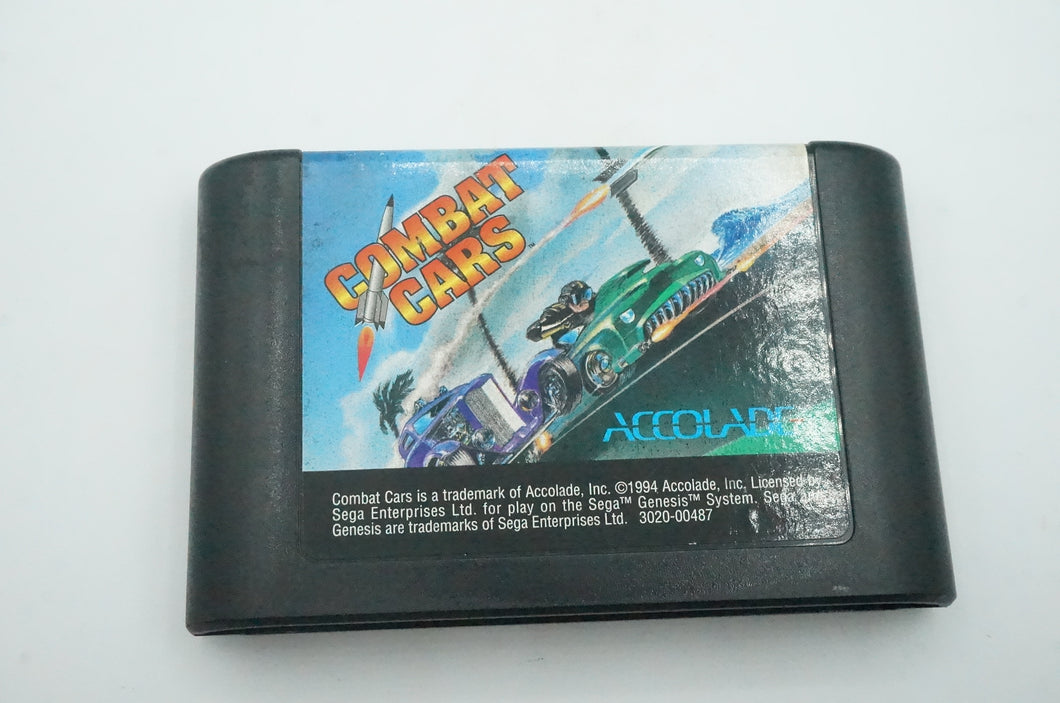 COMBAT
CARS™
ACCOLADE
Combat Cars is a trademark of Accolade, Inc. ©1994 Accolade, Inc. Licensed by
Sega Enterprises Ltd. for play on the Sega™ Genesis™ System. Sega and
Genesis are trademarks of Sega Enterprises Ltd. 3020-00487